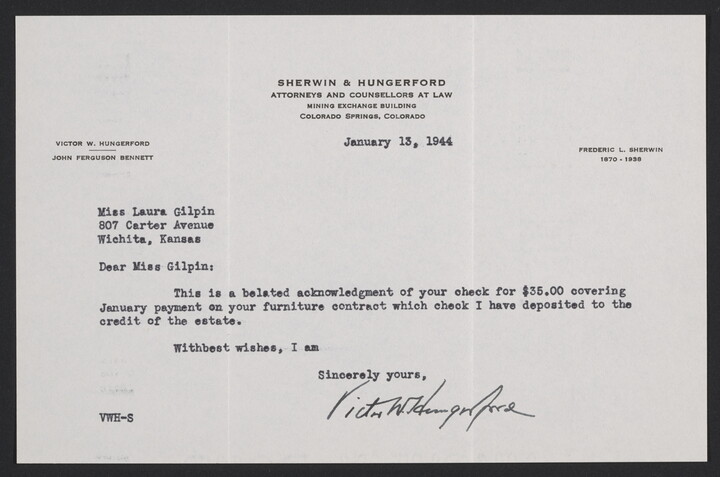 SHERWIN & HUNGERFORD
ATTORNEYS AND COUNSELLORS AT LAW
MINING EXCHANGE BUILDING
COLORADO SPRINGS, COLORADO
January 13, 1944
VICTOR W. HUNGERFORD
JOHN FERGUSON BENNETT
FREDERIC L. SHERWIN
1870 - 1938
Miss Laura Gilpin
807 Carter Avenue
Wichita, Kansas
Dear Miss Gilpin:
This is a belated acknowledgment of your check for $35.00 covering
January payment on your furniture contract which check I have deposited to the
credit of the estate.
Withbest wishes, I am
Sincerely yours,
Victor W. Hungerford
VWH-S